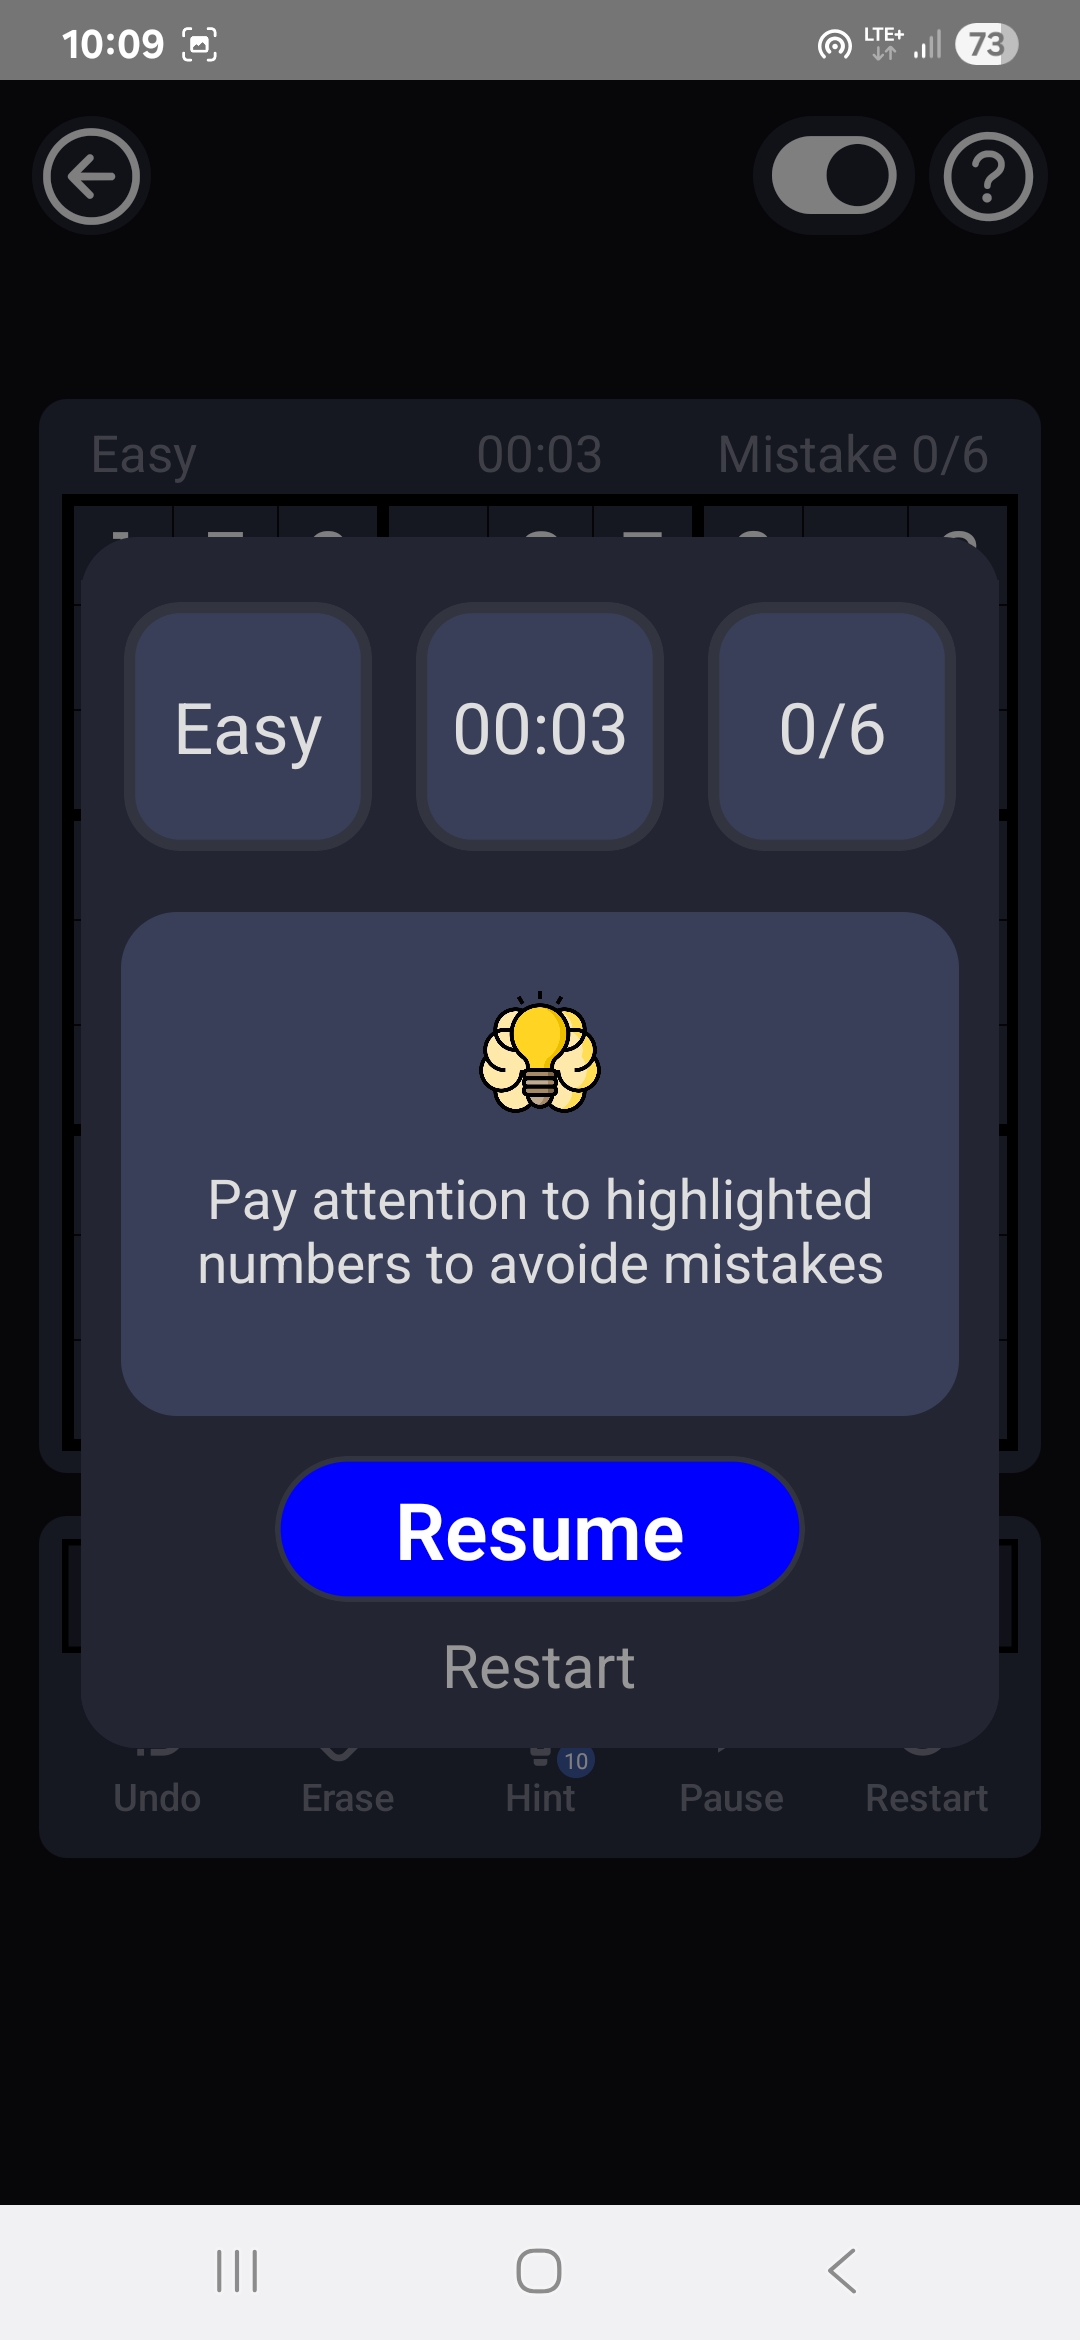 10:09
LTE+
73
Easy 00:03 Mistake 0/6
Easy
00:03
0/6
Pay attention to highlighted
numbers to avoide mistakes
Resume
Restart
10
Undo Erase Hint Pause Restart